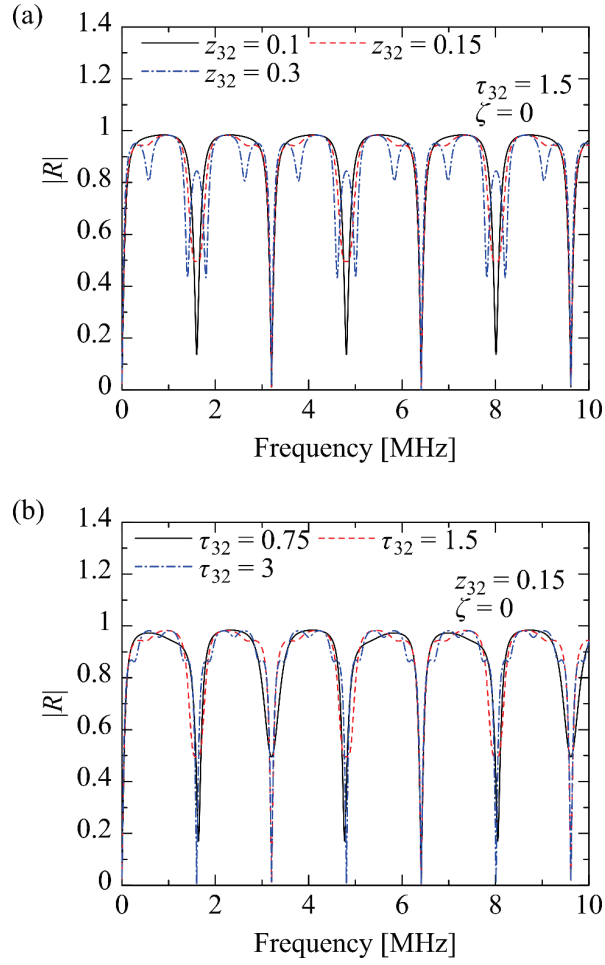 (a)
1.4
z32 = 0.1 z32 = 0.15
z32 = 0.3
1.2
τ32 = 1.5
ζ = 0
1
0.8
|R|
0.6
0.4
0.2
0
0 2 4 6 8 10
Frequency [MHz]
(b)
1.4
τ32 = 0.75 τ32 = 1.5
τ32 = 3
z32 = 0.15
1.2
ζ = 0
1
0.8
|R|
0.6
0.4
0.2
0
0 2 4 6 8 10
Frequency [MHz]